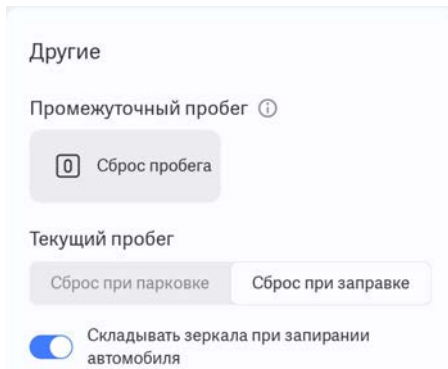 Другие
Промежуточный пробег
0 Сброс пробега
Текущий пробег
Сброс при парковке Сброс при заправке
Складывать зеркала при запирании
автомобиля